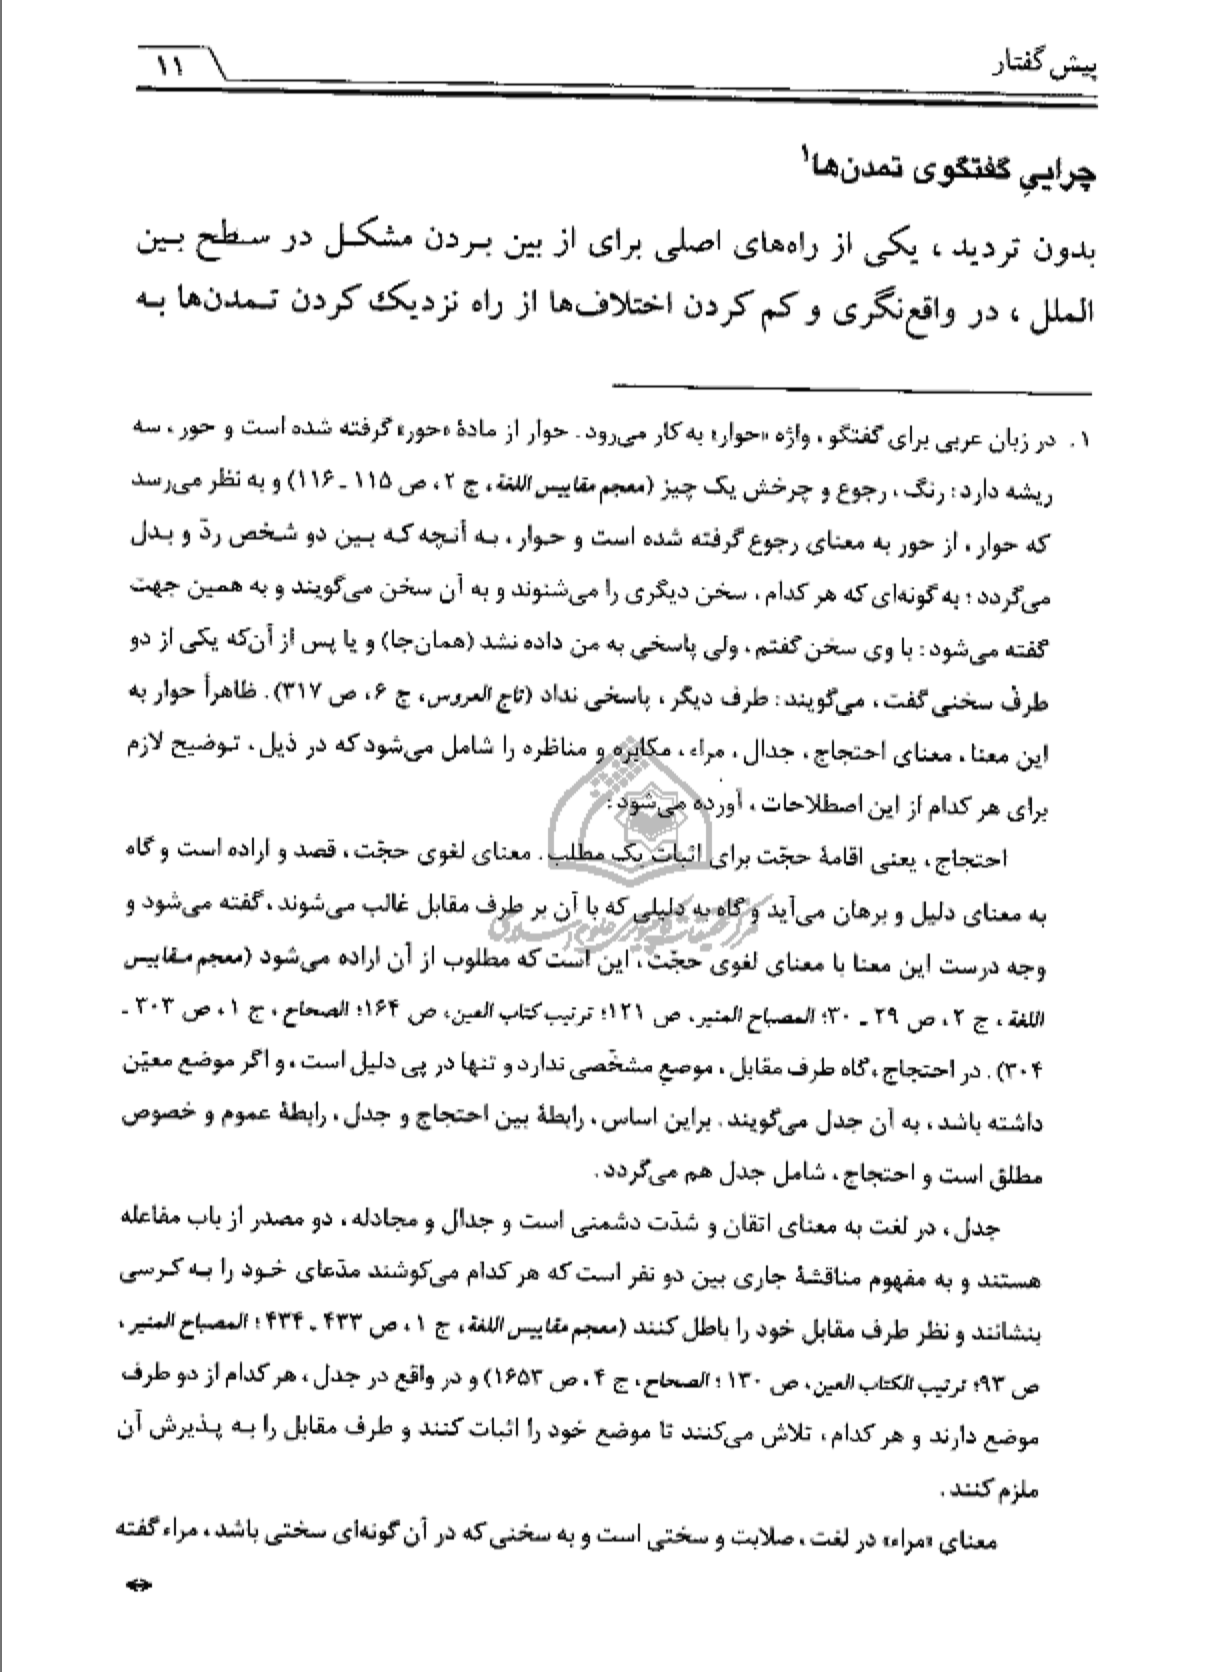 پیش گفتار
۱۱
چراییِ گفتگوی تمدن‌ها۱
بدون تردید ، یکی از راه‌های اصلی برای از بین بردن مشکل در سطح بین
الملل ، در واقع‌نگری و کم کردن اختلاف‌ها از راه نزدیک کردن تمدن‌ها به
۱. در زبان عربی برای گفتگو ، واژه «حوار» به کار می‌رود. حوار از مادهٔ «حور» گرفته شده است و حور ، سه
ریشه دارد: رنگ ، رجوع و چرخش یک چیز (معجم مقاییس اللغة، ج ۲، ص ۱۱۵ ـ ۱۱۶) و به نظر می‌رسد
که حوار ، از حور به معنای رجوع گرفته شده است و حوار ، به آنچه که بین دو شخص ردّ و بدل
می‌گردد ؛ به گونه‌ای که هر کدام ، سخن دیگری را می‌شنوند و به آن سخن می‌گویند و به همین جهت
گفته می‌شود: با وی سخن گفتم، ولی پاسخی به من داده نشد (همان‌جا) و یا پس از آن‌که یکی از دو
طرفْ سخنی گفت، می‌گویند: طرف دیگر ، پاسخی نداد (تاج العروس، ج ۶، ص ۳۱۷). ظاهراً حوار به
این معنا ، معنای احتجاج، جدال ، مراء ، مکابره و مناظره را شامل می‌شود که در ذیل ، توضیح لازم
برای هر کدام از این اصطلاحات ، آورده می‌شود:
احتجاج ، یعنی اقامهٔ حجّت برای اثبات یک مطلب. معنای لغوی حجّت، قصد و اراده است و گاه
به معنای دلیل و برهان می‌آید و گاه به دلیلی که با آن بر طرف مقابل غالب می‌شوند ، گفته می‌شود و
وجه درست این معنا با معنای لغوی حجّت ، این است که مطلوب از آن اراده می‌شود (معجم مقاییس
اللغة ، ج ۲، ص ۲۹ ـ ۳۰؛ المصباح المنیر، ص ۱۲۱؛ ترتیب کتاب العین، ص ۱۶۴؛ الصحاح ، ج ۱، ص ۳۰۳ ـ
۳۰۴). در احتجاج ، گاه طرف مقابل ، موضعِ مشخّصی ندارد و تنها در پی دلیل است ، و اگر موضع معیّن
داشته باشد ، به آن جدل می‌گویند. براین اساس ، رابطهٔ بین احتجاج و جدل ، رابطهٔ عموم و خصوص
مطلق است و احتجاج ، شامل جدل هم می‌گردد.
جدل ، در لغت به معنای اتقان و شدّت دشمنی است و جدال و مجادله ، دو مصدر از باب مفاعله
هستند و به مفهوم مناقشهٔ جاری بین دو نفر است که هر کدام می‌کوشند مدّعای خود را به کرسی
بنشانند و نظر طرف مقابل خود را باطل کنند (معجم مقاییس اللغة، ج ۱، ص ۴۳۳ ـ ۴۳۴ ؛ المصباح المنیر ،
ص ۹۳؛ ترتیب الکتاب العین، ص ۱۳۰ ؛ الصحاح ، ج ۴، ص ۱۶۵۳) و در واقع در جدل ، هر کدام از دو طرف
موضع دارند و هر کدام ، تلاش می‌کنند تا موضع خود را اثبات کنند و طرف مقابل را به پذیرش آن
ملزم کنند.
معنای «مراء» در لغت ، صلابت و سختی است و به سخنی که در آن گونه‌ای سختی باشد ، مراء گفته